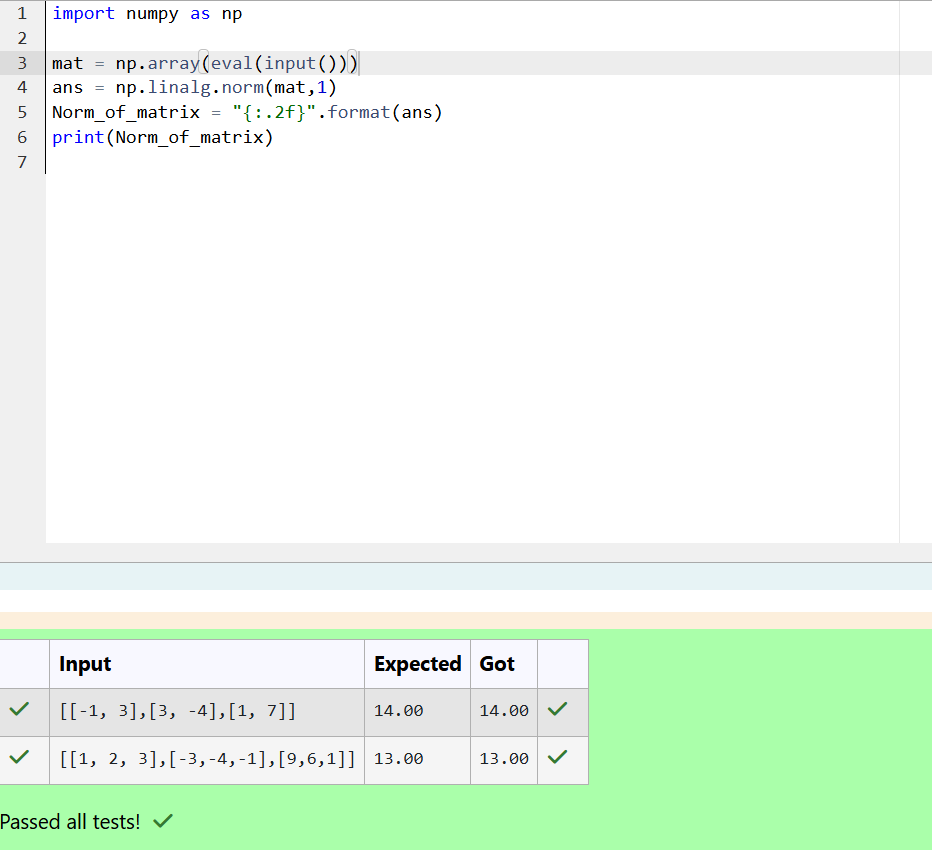 1 import numpy as np
2
3 mat = np.array(eval(input()))
4 ans = np.linalg.norm(mat,1)
5 Norm_of_matrix = "{:.2f}".format(ans)
6 print(Norm_of_matrix)
7
Input Expected Got
[[-1, 3],[3, -4],[1, 7]] 14.00 14.00
[[1, 2, 3],[-3,-4,-1],[9,6,1]] 13.00 13.00
Passed all tests!